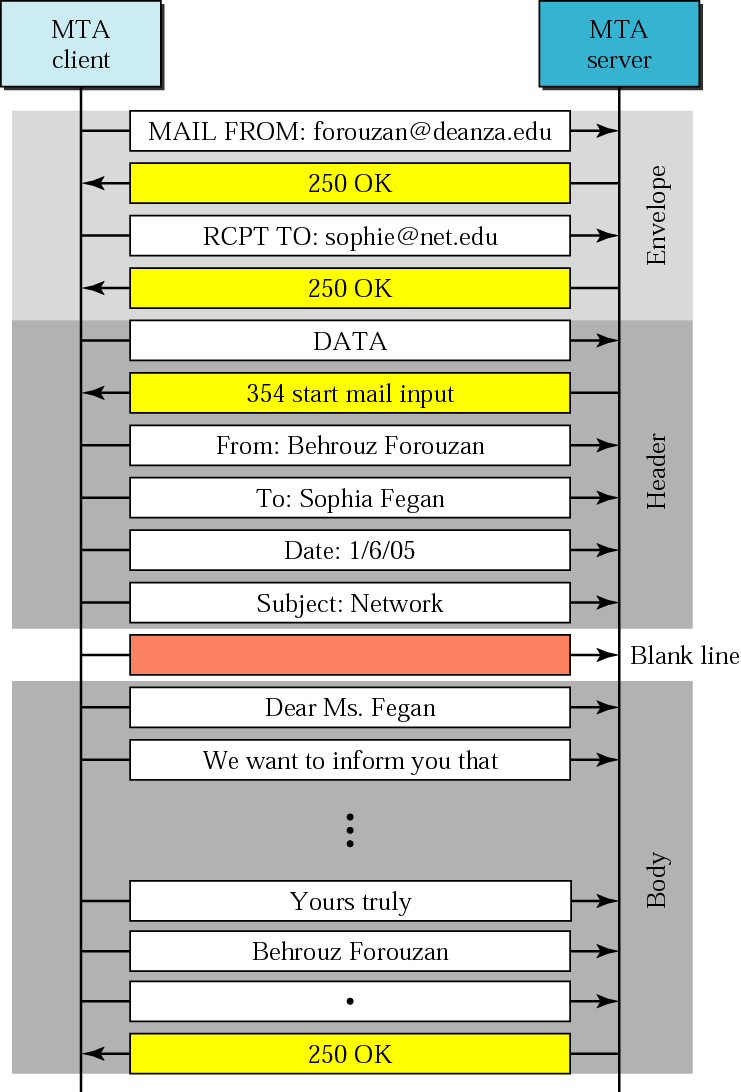 MTA
client
MTA
server
MAIL FROM: forouzan@deanza.edu
250 OK
RCPT TO: sophie@net.edu
250 OK
Envelope
DATA
354 start mail input
From: Behrouz Forouzan
To: Sophia Fegan
Date: 1/6/05
Subject: Network
Header
Blank line
Dear Ms. Fegan
We want to inform you that
Yours truly
Behrouz Forouzan
.
250 OK
Body